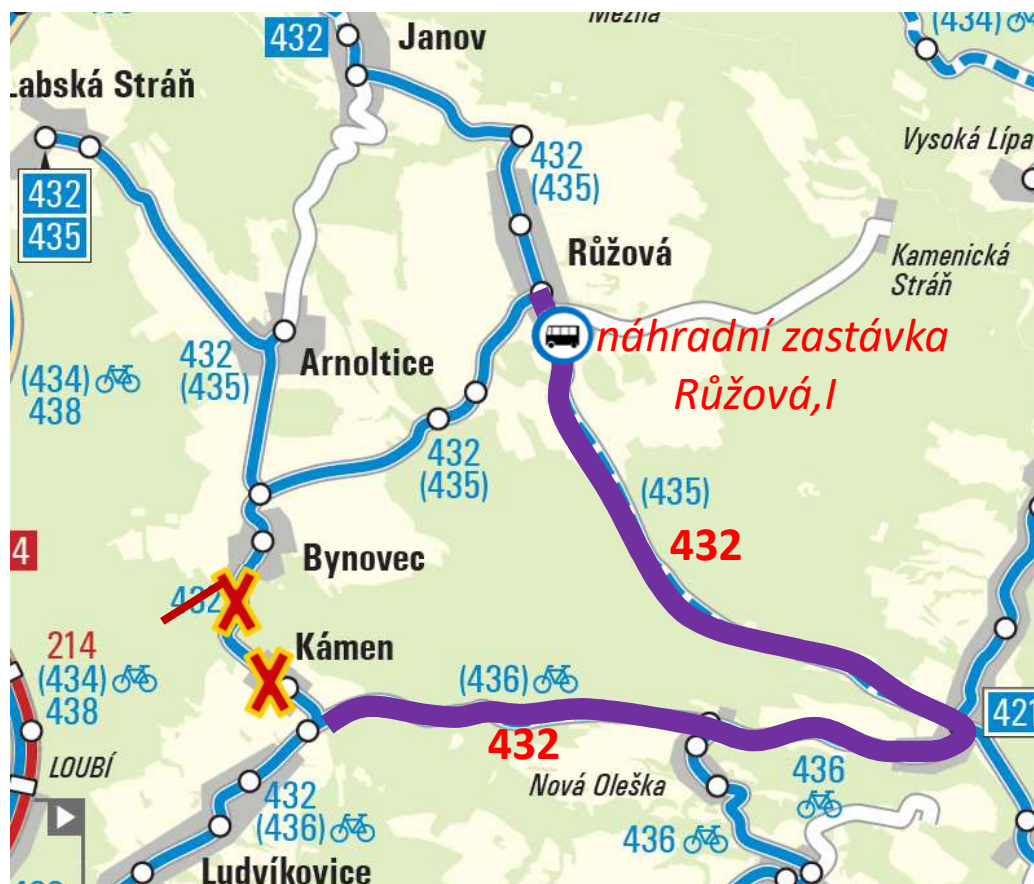 Mezná
(434)
432
Janov
Labská Stráň
432
(435)
Vysoká Lípa
432
435
Růžová
Kamenická
Stráň
náhradní zastávka
Růžová,I
432
(435)
Arnoltice
(434)
438
432
(435)
(435)
432
4
Bynovec
432
214
(434)
438
Kámen
(436)
432
421
LOUBÍ
Nová Oleška
436
432
(436)
436
Ludvíkovice